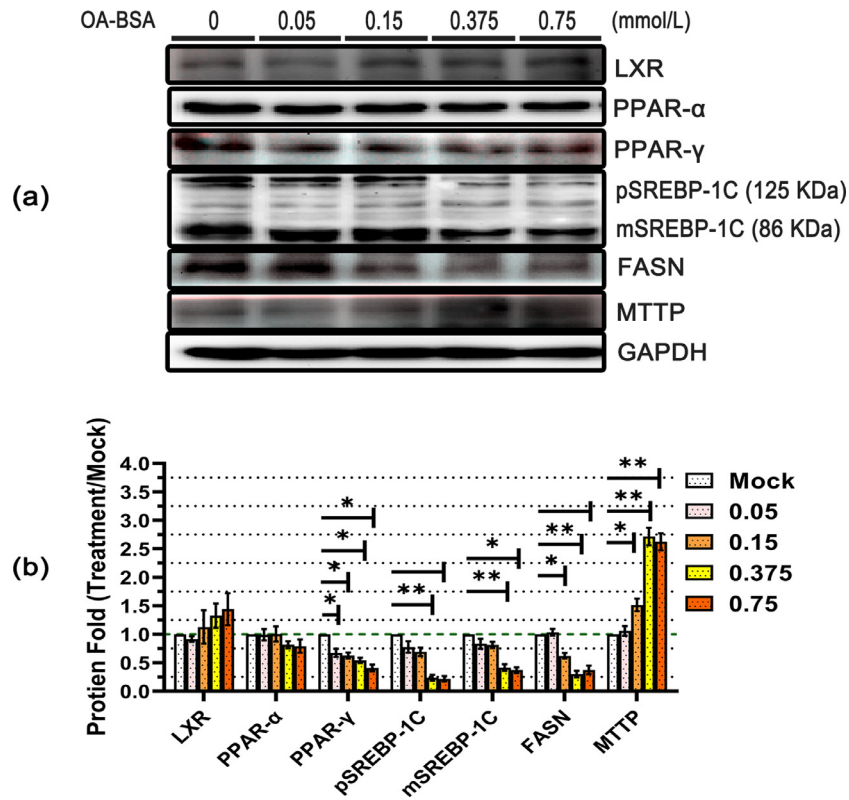 OA-BSA 0 0.05 0.15 0.375 0.75 (mmol/L)
LXR
PPAR-α
PPAR-γ
(a)
pSREBP-1C (125 KDa)
mSREBP-1C (86 KDa)
FASN
MTTP
GAPDH
(b)
Protien Fold (Treatment/Mock)
4.0
3.5
3.0
2.5
2.0
1.5
1.0
0.5
0.0
* * * *
** 
** *
* **
* ** **
LXR PPAR-α PPAR-γ pSREBP-1C mSREBP-1C FASN MTTP
Mock
0.05
0.15
0.375
0.75